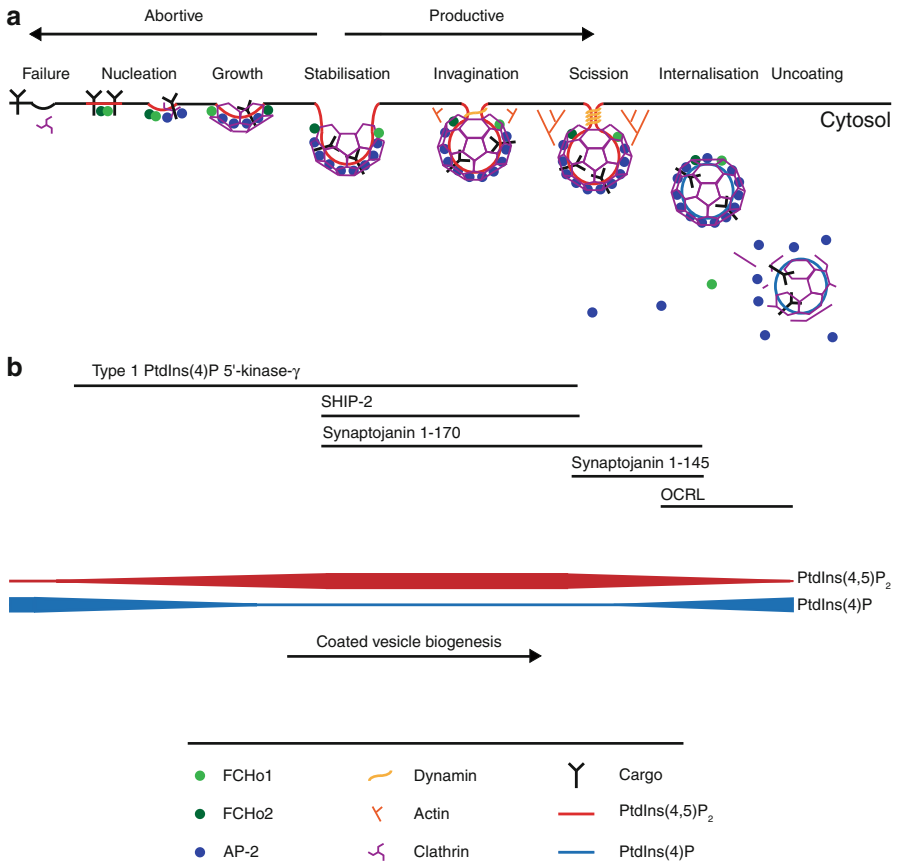 a
Abortive
Productive
Failure
Nucleation
Growth
Stabilisation
Invagination
Scission
Internalisation
Uncoating
Cytosol
b
Type 1 PtdIns(4)P 5'-kinase-γ
SHIP-2
Synaptojanin 1-170
Synaptojanin 1-145
OCRL
PtdIns(4,5)P2
PtdIns(4)P
Coated vesicle biogenesis
FCHo1
Dynamin
Cargo
FCHo2
Actin
PtdIns(4,5)P2
AP-2
Clathrin
PtdIns(4)P